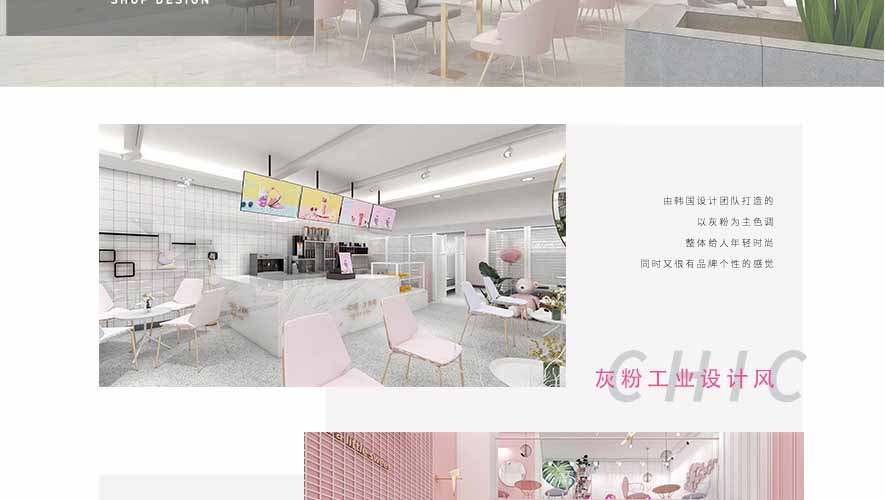 SHOP DESIGN
由韩国设计团队打造的
以灰粉为主色调
整体给人年轻时尚
同时又很有品牌个性的感觉
CHIC
灰粉工业设计风